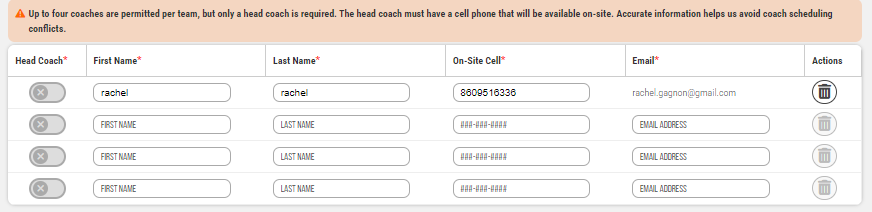 Up to four coaches are permitted per team, but only a head coach is required. The head coach must have a cell phone that will be available on-site. Accurate information helps us avoid coach scheduling
conflicts.
Head Coach* First Name* Last Name* On-Site Cell* Email* Actions
rachel rachel 8609516336 rachel.gagnon@gmail.com
FIRST NAME LAST NAME ###-###-#### EMAIL ADDRESS
FIRST NAME LAST NAME ###-###-#### EMAIL ADDRESS
FIRST NAME LAST NAME ###-###-#### EMAIL ADDRESS